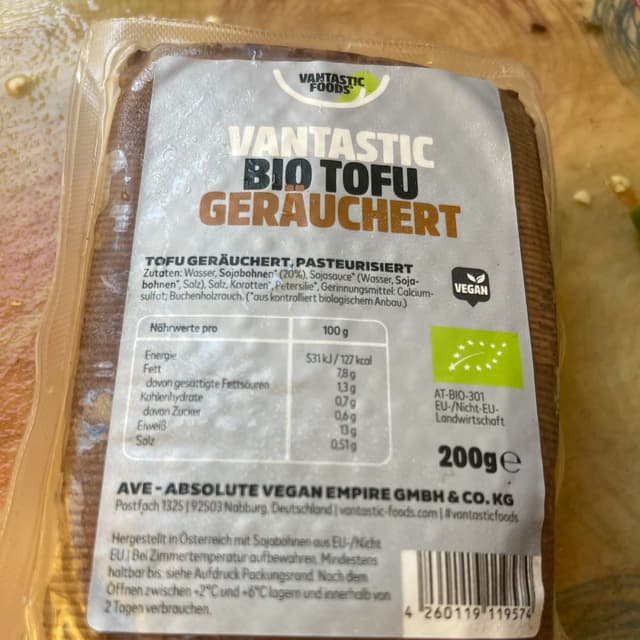 VANTASTIC
FOODS
VANTASTIC
BIO TOFU
GERÄUCHERT
TOFU GERÄUCHERT, PASTEURISIERT
Zutaten: Wasser, Sojabohnen* (20%), Sojasauce* (Wasser, Soja-
bohnen*, Salz), Salz, Karotten*, Petersilie*, Gerinnungsmittel: Calcium-
sulfat; Buchenholzrauch. (*aus kontrolliert biologischem Anbau.)
VEGAN
Nährwerte pro 100 g
Energie 531 kJ / 127 kcal
Fett 7,8 g
davon gesättigte Fettsäuren 1,3 g
Kohlenhydrate 0,7 g
davon Zucker 0,6 g
Eiweiß 13 g
Salz 0,51 g
AT-BIO-301
EU-/Nicht-EU-
Landwirtschaft
200g e
AVE - ABSOLUTE VEGAN EMPIRE GMBH & CO. KG
Postfach 1325 | 92503 Nabburg, Deutschland | vantastic-foods.com | #vantasticfoods
Hergestellt in Österreich mit Sojabohnen aus EU-/Nicht
EU | Bei Zimmertemperatur aufbewahren. Mindestens
haltbar bis: siehe Aufdruck Packungsrand. Nach dem
Öffnen zwischen +2°C und +6°C lagern und innerhalb von
2 Tagen verbrauchen.
4 260119 119574